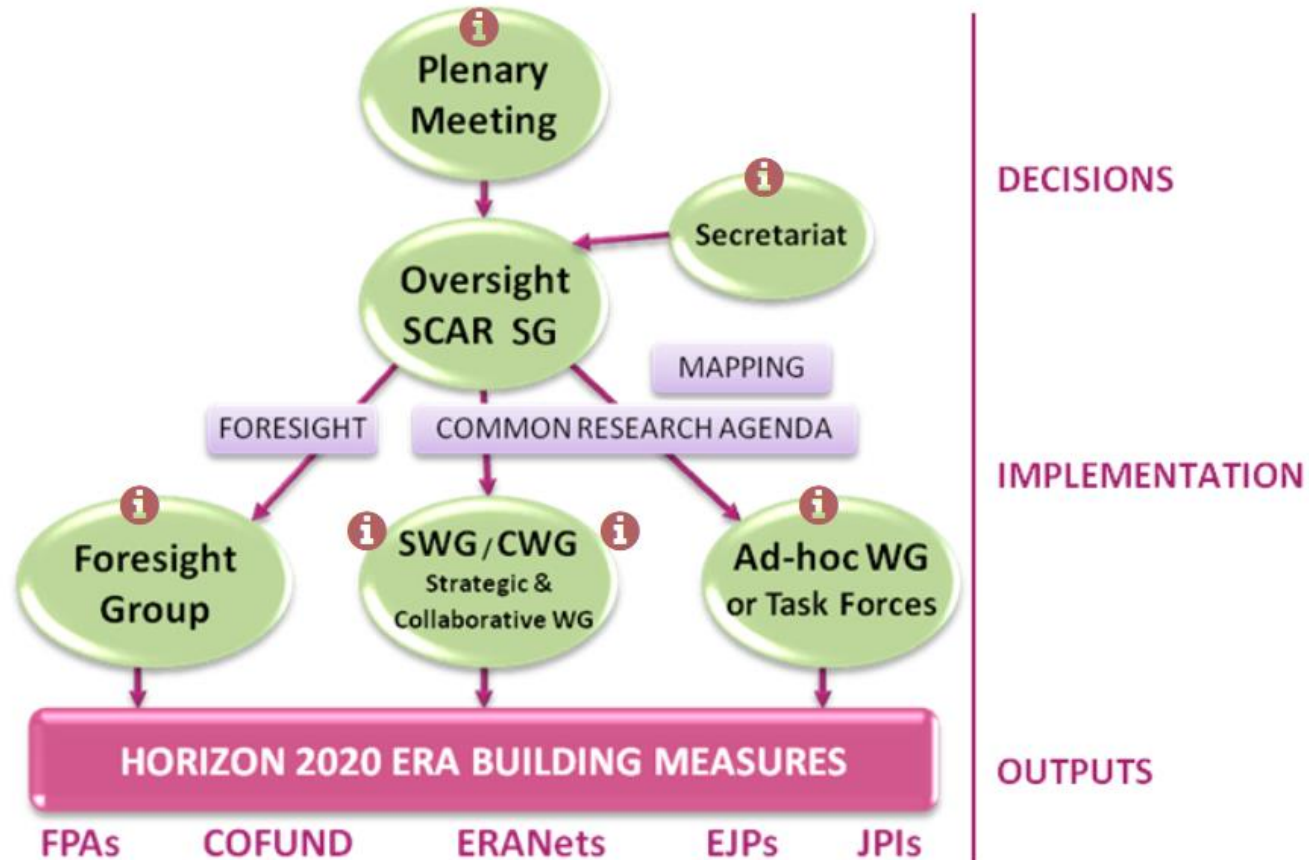 Plenary
Meeting
DECISIONS
Secretariat
Oversight
SCAR SG
MAPPING
FORESIGHT
COMMON RESEARCH AGENDA
IMPLEMENTATION
Foresight
Group
SWG/CWG
Strategic &
Collaborative WG
Ad-hoc WG
or Task Forces
HORIZON 2020 ERA BUILDING MEASURES
OUTPUTS
FPAs COFUND ERANets EJPs JPIs